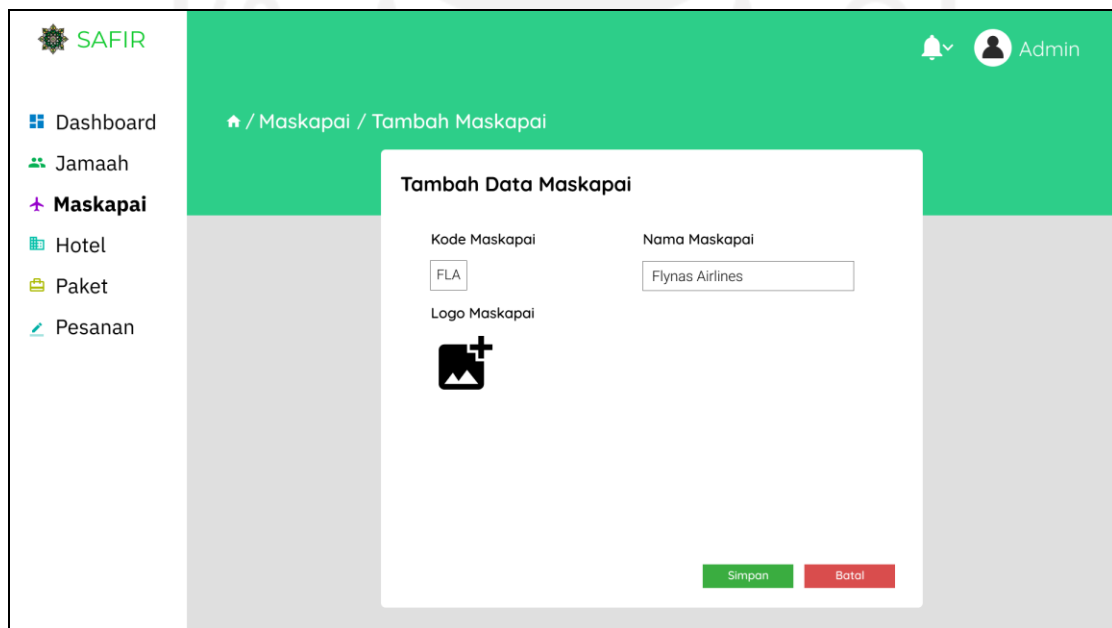 SAFIR
Admin
Dashboard
Jamaah
Maskapai
Hotel
Paket
Pesanan
/ Maskapai / Tambah Maskapai
Tambah Data Maskapai
Kode Maskapai Nama Maskapai
FLA Flynas Airlines
Logo Maskapai
Simpan Batal